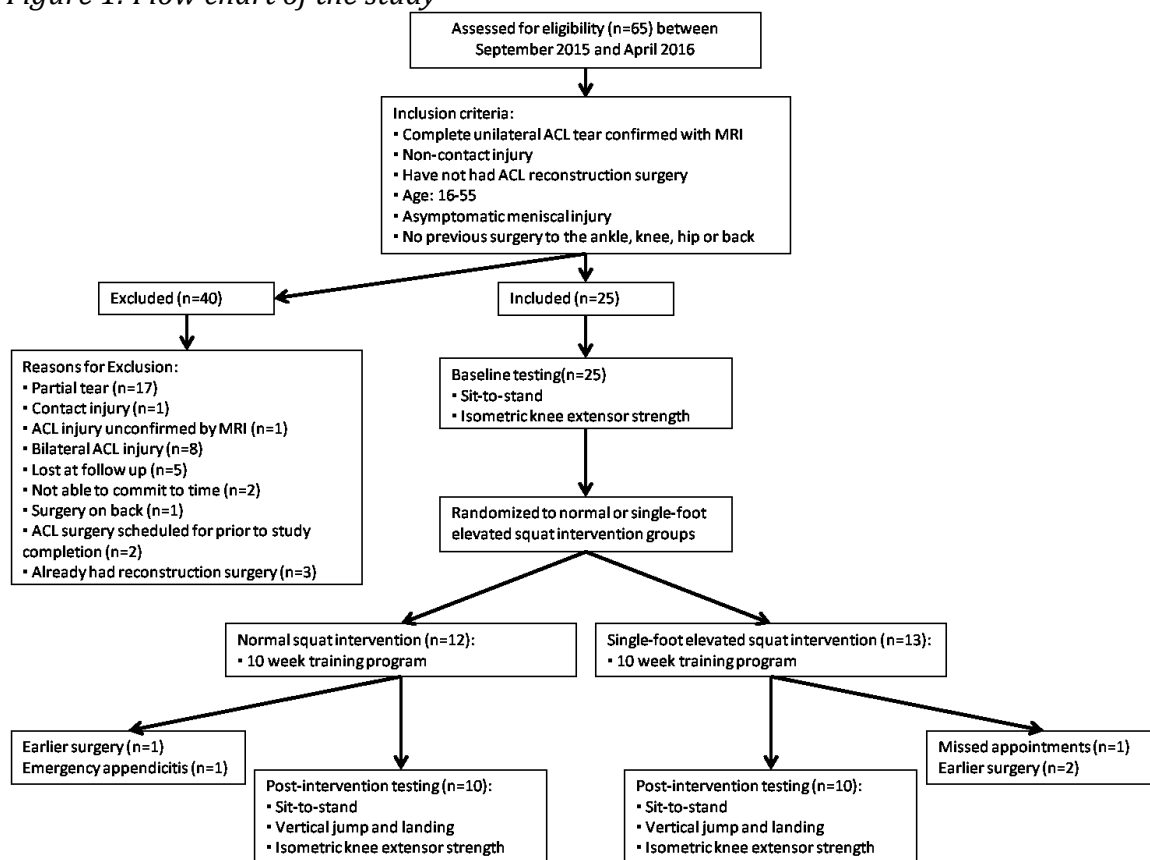 Figure 1. Flow chart of the study
Assessed for eligibility (n=65) between
September 2015 and April 2016
Inclusion criteria:
▪ Complete unilateral ACL tear confirmed with MRI
▪ Non-contact injury
▪ Have not had ACL reconstruction surgery
▪ Age: 16-55
▪ Asymptomatic meniscal injury
▪ No previous surgery to the ankle, knee, hip or back
Excluded (n=40)
Included (n=25)
Reasons for Exclusion:
▪ Partial tear (n=17)
▪ Contact injury (n=1)
▪ ACL injury unconfirmed by MRI (n=1)
▪ Bilateral ACL injury (n=8)
▪ Lost at follow up (n=5)
▪ Not able to commit to time (n=2)
▪ Surgery on back (n=1)
▪ ACL surgery scheduled for prior to study
completion (n=2)
▪ Already had reconstruction surgery (n=3)
Baseline testing(n=25)
▪ Sit-to-stand
▪ Isometric knee extensor strength
Randomized to normal or single-foot
elevated squat intervention groups
Normal squat intervention (n=12):
▪ 10 week training program
Single-foot elevated squat intervention (n=13):
▪ 10 week training program
Earlier surgery (n=1)
Emergency appendicitis (n=1)
Post-intervention testing (n=10):
▪ Sit-to-stand
▪ Vertical jump and landing
▪ Isometric knee extensor strength
Post-intervention testing (n=10):
▪ Sit-to-stand
▪ Vertical jump and landing
▪ Isometric knee extensor strength
Missed appointments (n=1)
Earlier surgery (n=2)